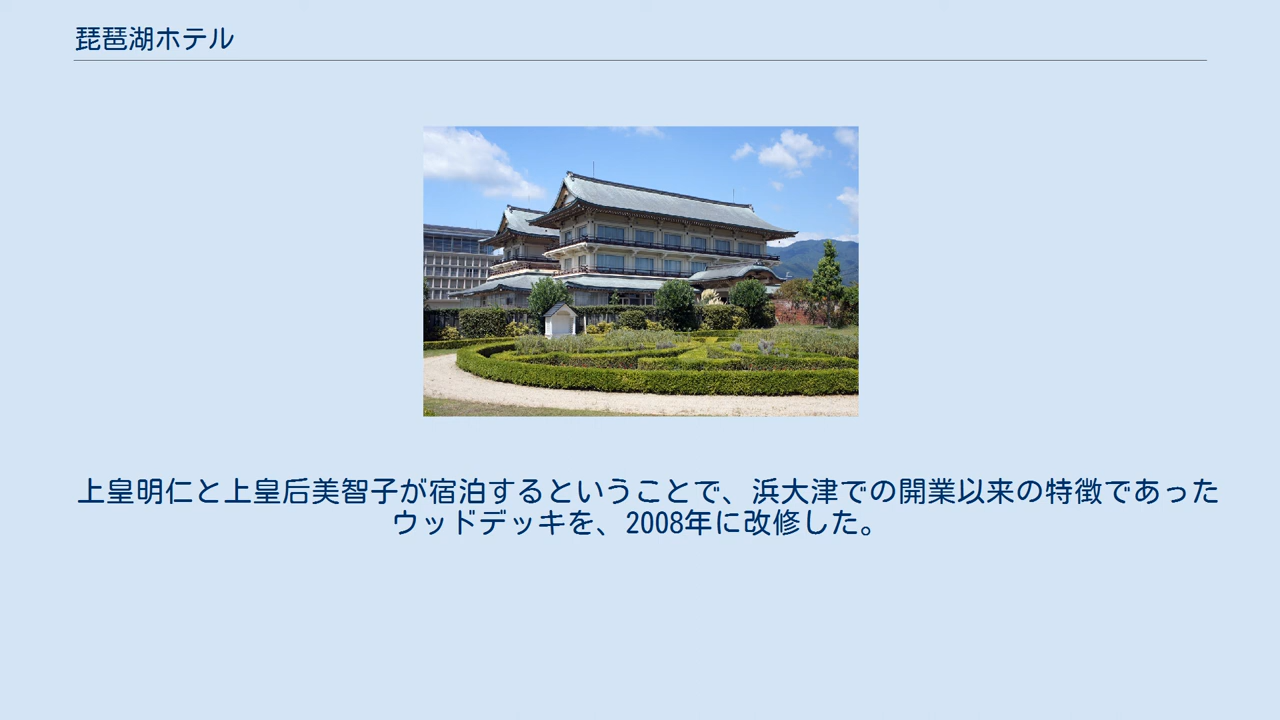 琵琶湖ホテル
上皇明仁と上皇后美智子が宿泊するということで、浜大津での開業以来の特徴であった
ウッドデッキを、2008年に改修した。